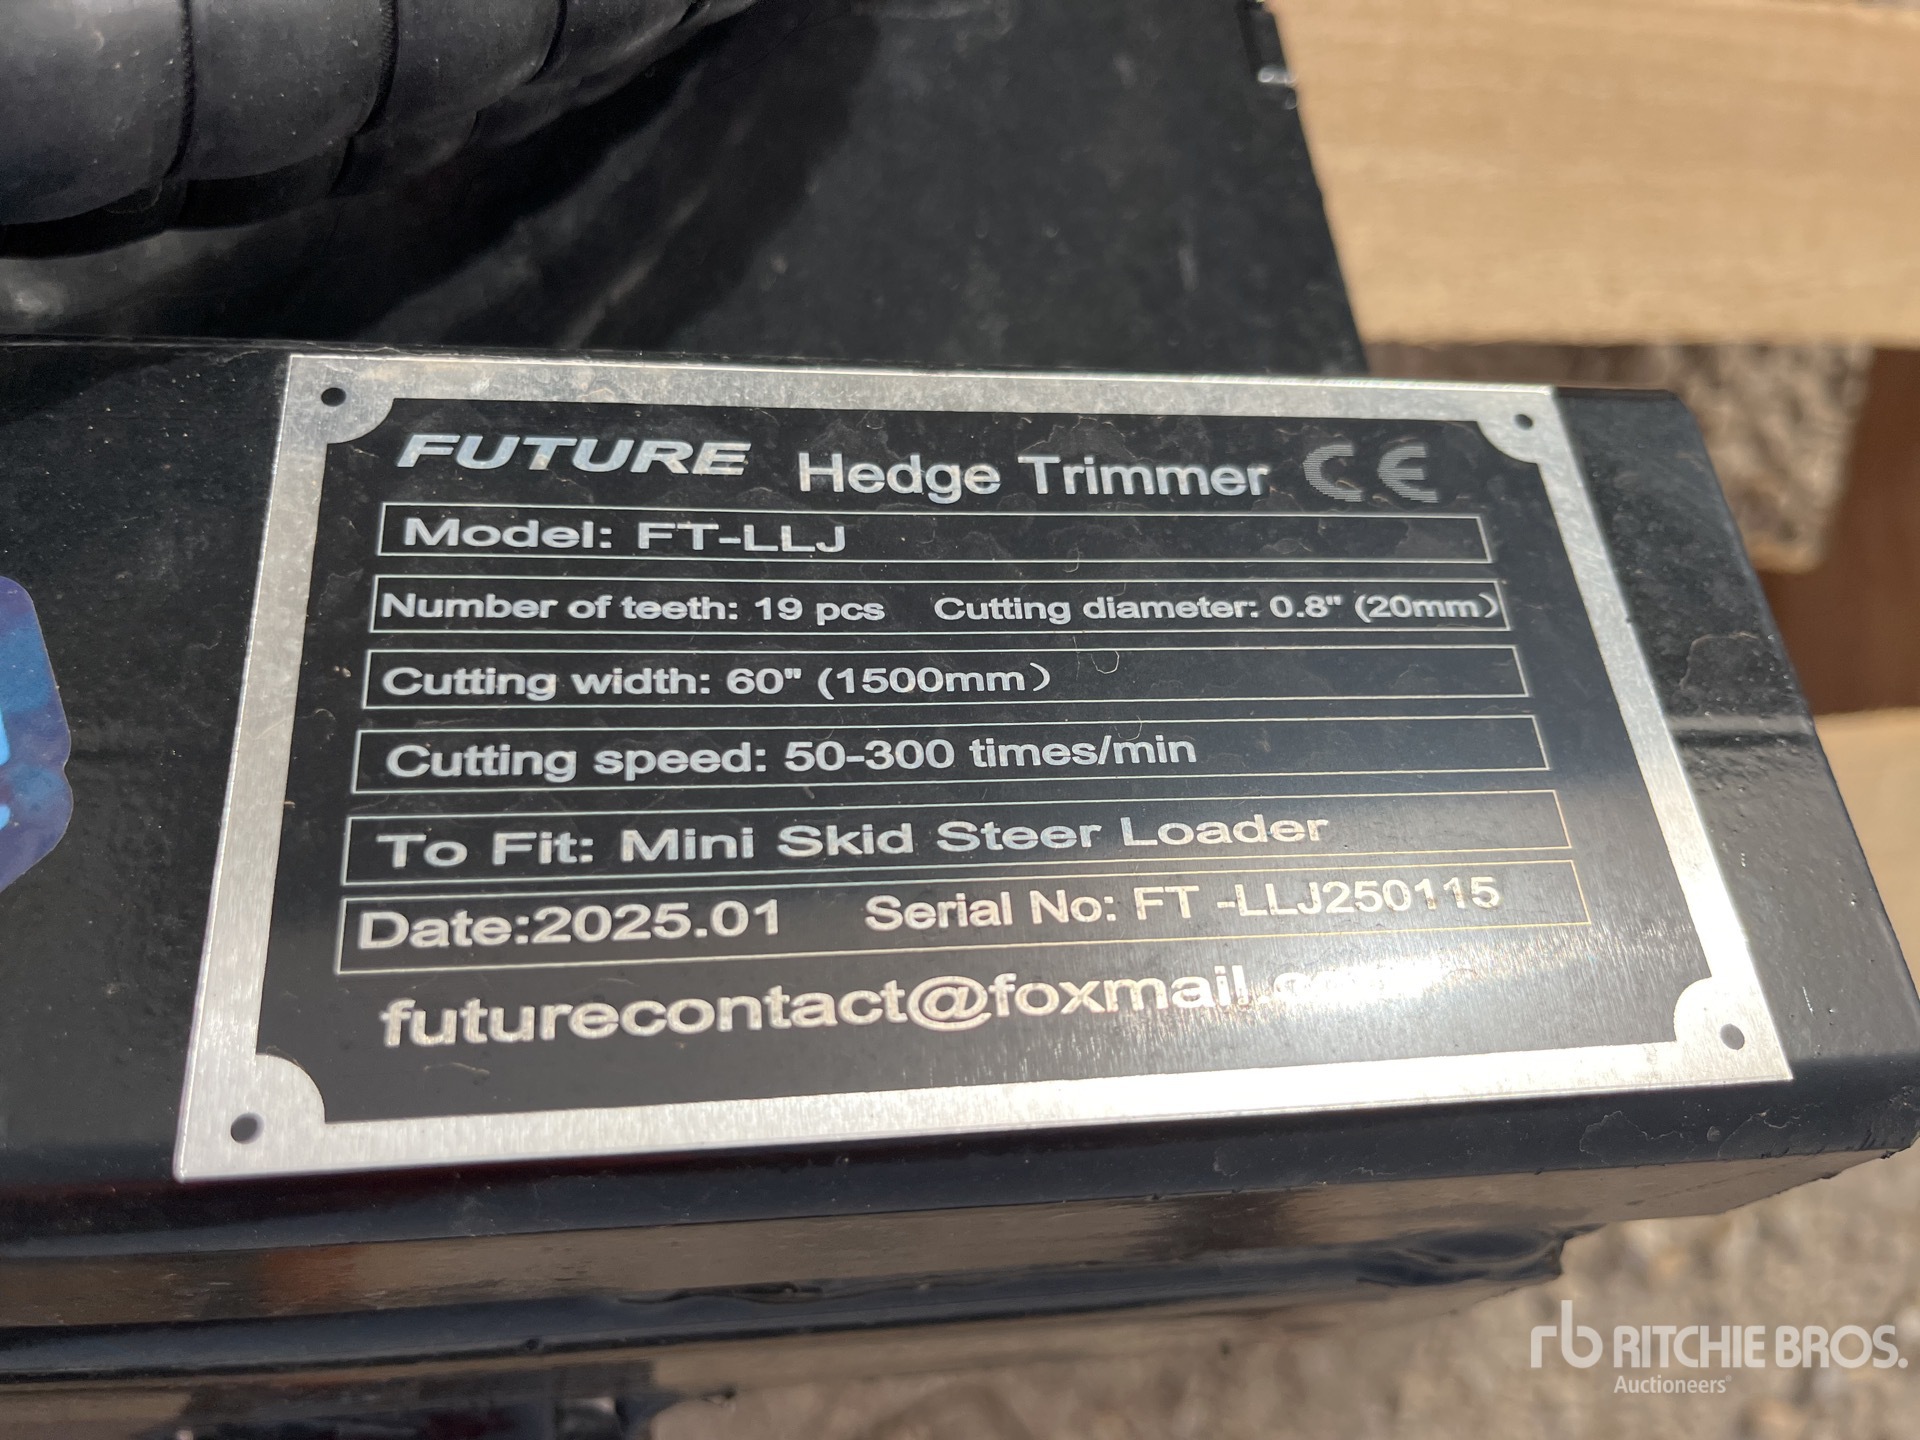 FUTURE Hedge Trimmer CE
Model: FT-LLJ
Number of teeth: 19 pcs Cutting diameter: 0.8" (20mm)
Cutting width: 60" (1500mm)
Cutting speed: 50-300 times/min
To Fit: Mini Skid Steer Loader
Date:2025.01 Serial No: FT -LLJ250115
rb RITCHIE BROS.
Auctioneers